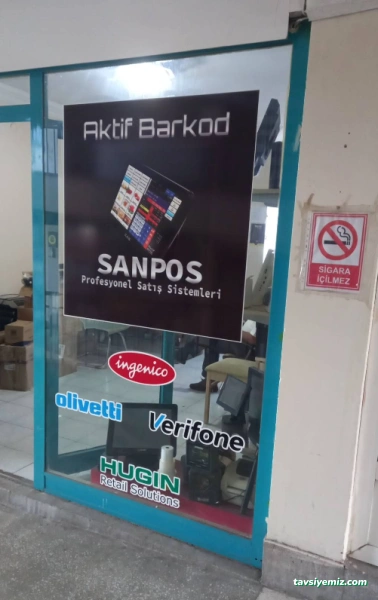 Aktif Barkod
SANPOS
Profesyonel Satış Sistemleri
SİGARA
İÇİLMEZ
ingenico
olivetti
Verifone
HUGIN
Retail Solutions
tavsiyemiz.com